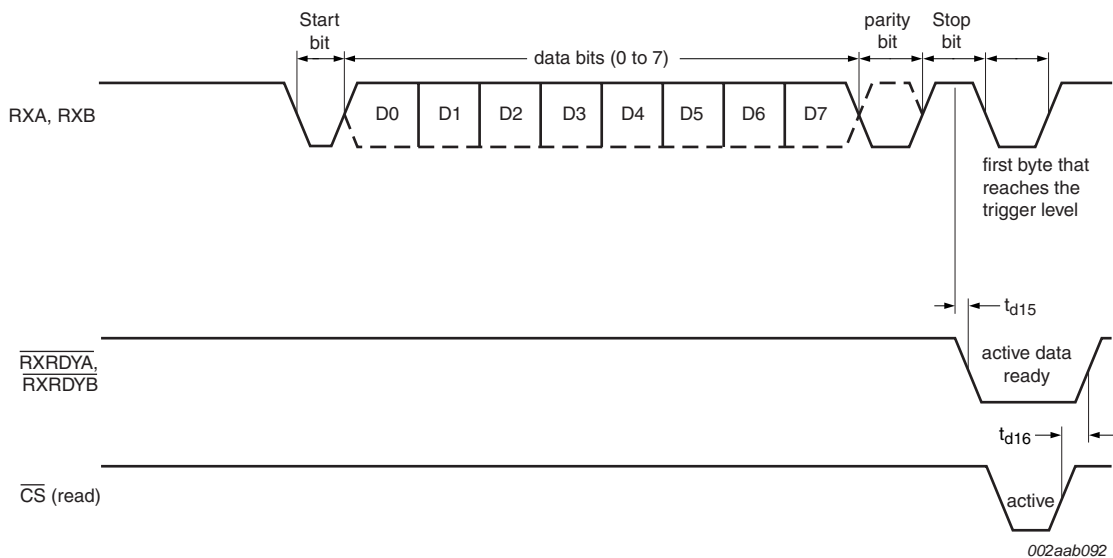 Start
bit
data bits (0 to 7)
parity
bit
Stop
bit
RXA, RXB
D0 D1 D2 D3 D4 D5 D6 D7
first byte that
reaches the
trigger level
td15
RXRDYA,
RXRDYB
active data
ready
td16
CS (read)
active
002aab092